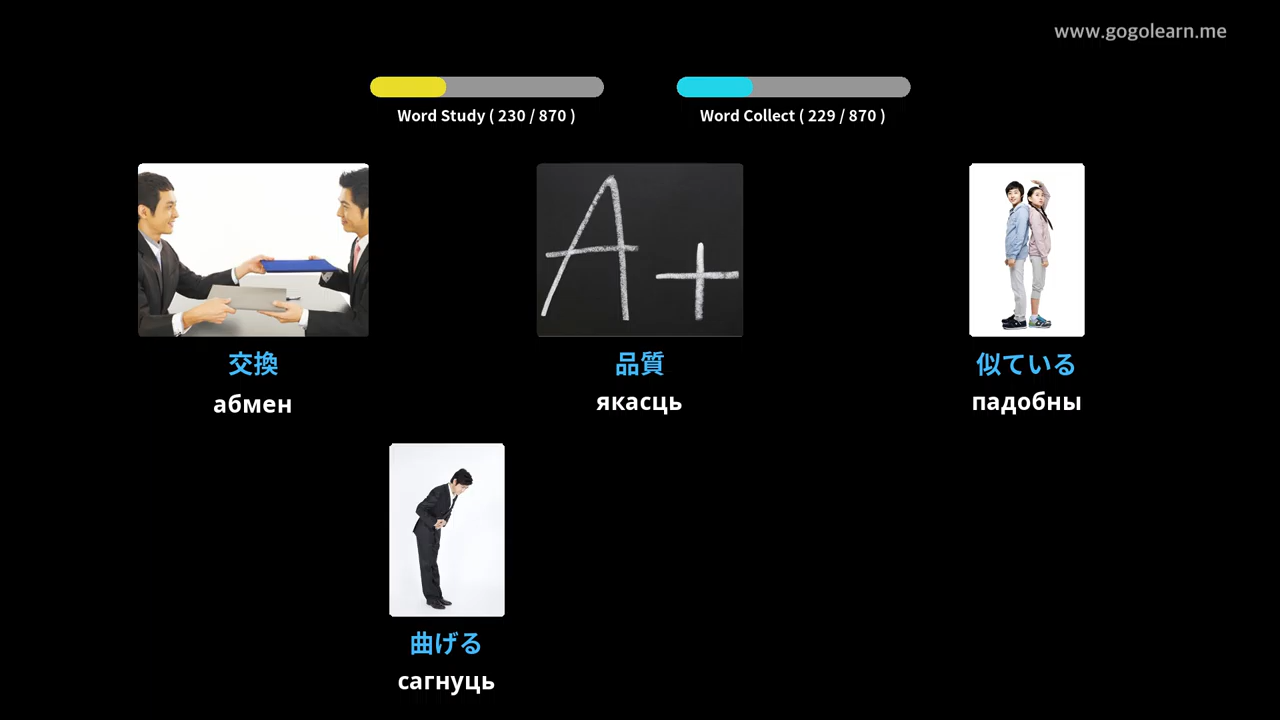 www.gogolearn.me
Word Study ( 230 / 870 )
Word Collect ( 229 / 870 )
A+
交換
абмен
品質
якасць
似ている
падобны
曲げる
сагнуць